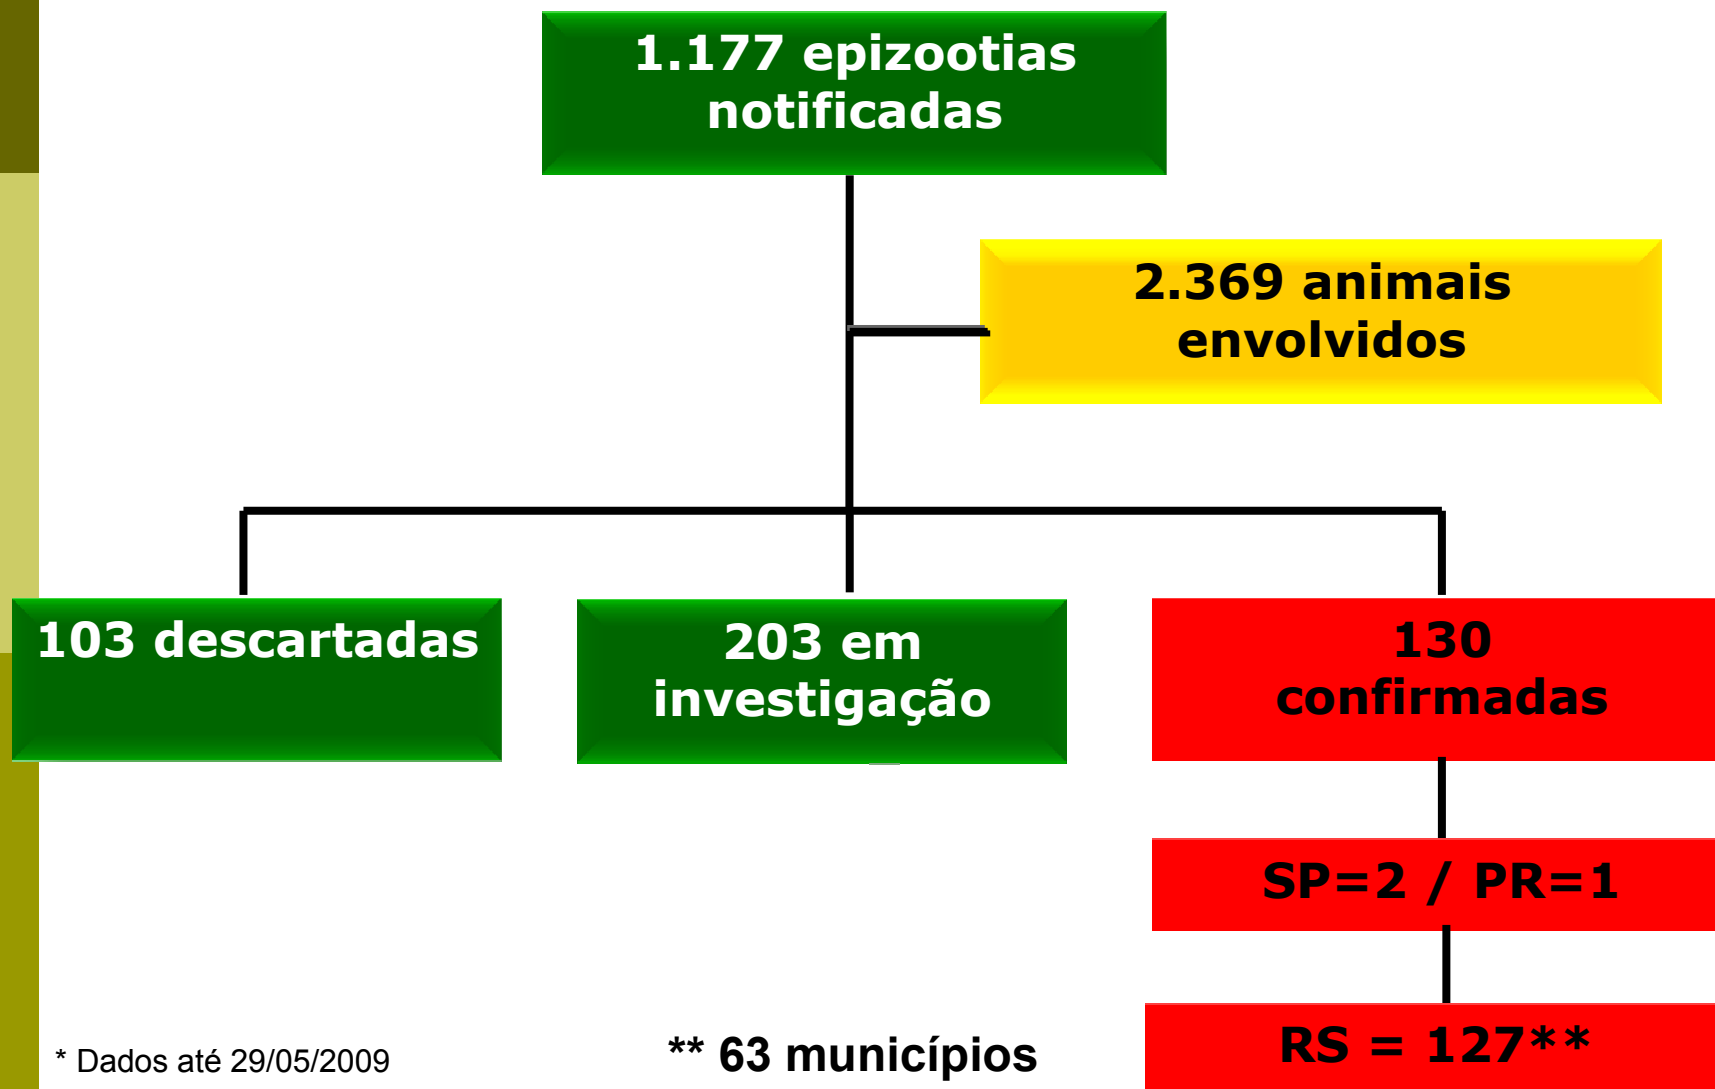 1.177 epizootias
notificadas
2.369 animais
envolvidos
103 descartadas
203 em
investigação
130
confirmadas
SP=2 / PR=1
RS = 127**
* Dados até 29/05/2009
** 63 municípios